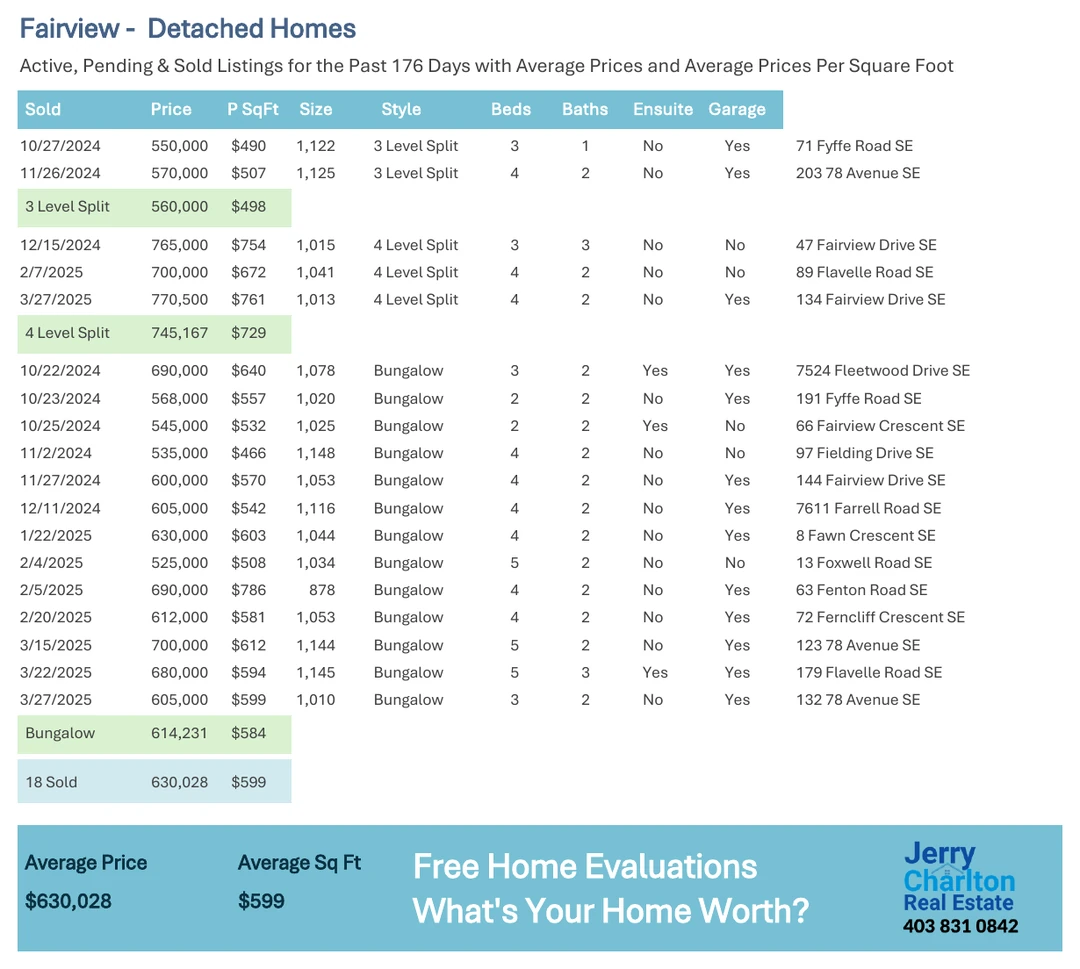 Fairview - Detached Homes
Active, Pending & Sold Listings for the Past 176 Days with Average Prices and Average Prices Per Square Foot
Sold Price P SqFt Size Style Beds Baths Ensuite Garage
10/27/2024 550,000 $490 1,122 3 Level Split 3 1 No Yes 71 Fyffe Road SE
11/26/2024 570,000 $507 1,125 3 Level Split 4 2 No Yes 203 78 Avenue SE
3 Level Split 560,000 $498
12/15/2024 765,000 $754 1,015 4 Level Split 3 3 No No 47 Fairview Drive SE
2/7/2025 700,000 $672 1,041 4 Level Split 4 2 No No 89 Flavelle Road SE
3/27/2025 770,500 $761 1,013 4 Level Split 4 2 No Yes 134 Fairview Drive SE
4 Level Split 745,167 $729
10/22/2024 690,000 $640 1,078 Bungalow 3 2 Yes Yes 7524 Fleetwood Drive SE
10/23/2024 568,000 $557 1,020 Bungalow 2 2 No Yes 191 Fyffe Road SE
10/25/2024 545,000 $532 1,025 Bungalow 2 2 Yes No 66 Fairview Crescent SE
11/2/2024 535,000 $466 1,148 Bungalow 4 2 No No 97 Fielding Drive SE
11/27/2024 600,000 $570 1,053 Bungalow 4 2 No Yes 144 Fairview Drive SE
12/11/2024 605,000 $542 1,116 Bungalow 4 2 No Yes 7611 Farrell Road SE
1/22/2025 630,000 $603 1,044 Bungalow 4 2 No Yes 8 Fawn Crescent SE
2/4/2025 525,000 $508 1,034 Bungalow 5 2 No No 13 Foxwell Road SE
2/5/2025 690,000 $786 878 Bungalow 4 2 No Yes 63 Fenton Road SE
2/20/2025 612,000 $581 1,053 Bungalow 4 2 No Yes 72 Ferncliff Crescent SE
3/15/2025 700,000 $612 1,144 Bungalow 5 2 No Yes 123 78 Avenue SE
3/22/2025 680,000 $594 1,145 Bungalow 5 3 Yes Yes 179 Flavelle Road SE
3/27/2025 605,000 $599 1,010 Bungalow 3 2 No Yes 132 78 Avenue SE
Bungalow 614,231 $584
18 Sold 630,028 $599
Average Price Average Sq Ft
$630,028 $599
Free Home Evaluations
What's Your Home Worth?
Jerry
Charlton
Real Estate
403 831 0842